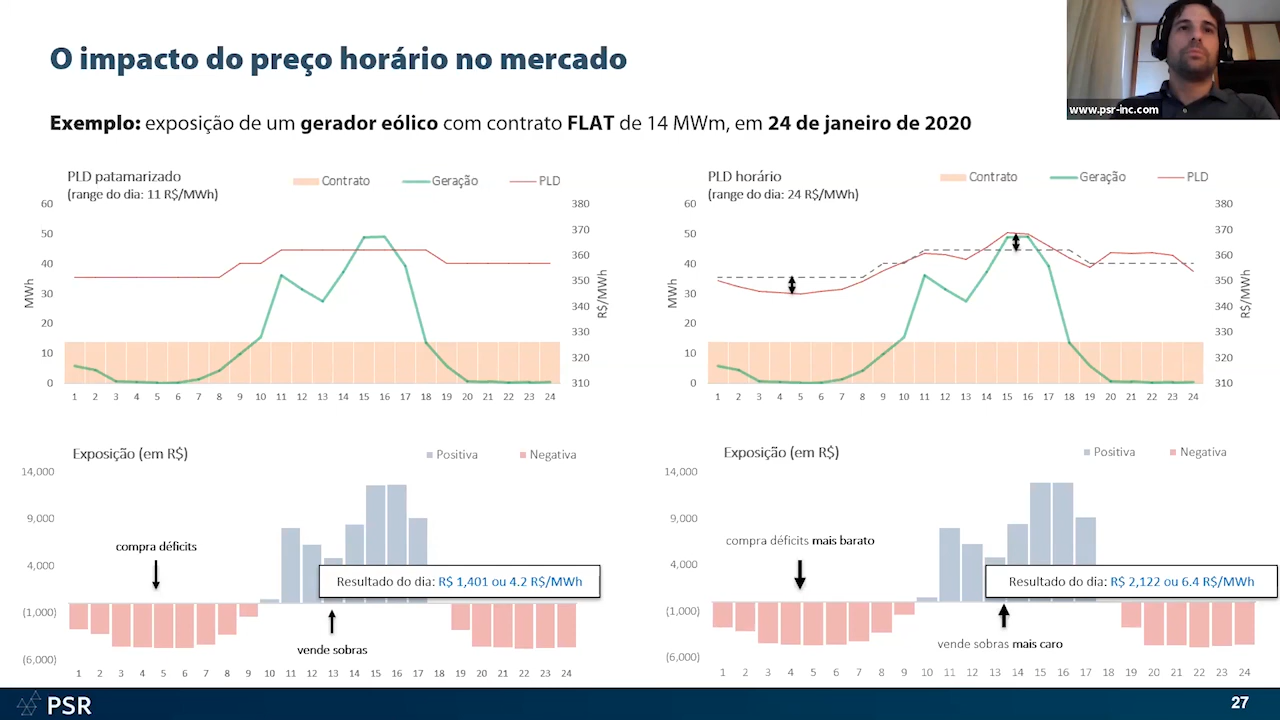 O impacto do preço horário no mercado
www.psr-inc.com
Exemplo: exposição de um gerador eólico com contrato FLAT de 14 MWm, em 24 de janeiro de 2020
PLD patamarizado
(range do dia: 11 R$/MWh)
Contrato
Geração
PLD
60
50
40
30
20
10
0
MWh
380
370
360
350
340
330
320
310
R$/MWh
1 2 3 4 5 6 7 8 9 10 11 12 13 14 15 16 17 18 19 20 21 22 23 24
PLD horário
(range do dia: 24 R$/MWh)
Contrato
Geração
PLD
60
50
40
30
20
10
0
MWh
380
370
360
350
340
330
320
310
R$/MWh
1 2 3 4 5 6 7 8 9 10 11 12 13 14 15 16 17 18 19 20 21 22 23 24
Exposição (em R$)
Positiva
Negativa
14,000
9,000
4,000
(1,000)
(6,000)
compra déficits
Resultado do dia: R$ 1,401 ou 4.2 R$/MWh
vende sobras
1 2 3 4 5 6 7 8 9 10 11 12 13 14 15 16 17 18 19 20 21 22 23 24
Exposição (em R$)
Positiva
Negativa
14,000
9,000
4,000
(1,000)
(6,000)
compra déficits mais barato
Resultado do dia: R$ 2,122 ou 6.4 R$/MWh
vende sobras mais caro
1 2 3 4 5 6 7 8 9 10 11 12 13 14 15 16 17 18 19 20 21 22 23 24
PSR
27